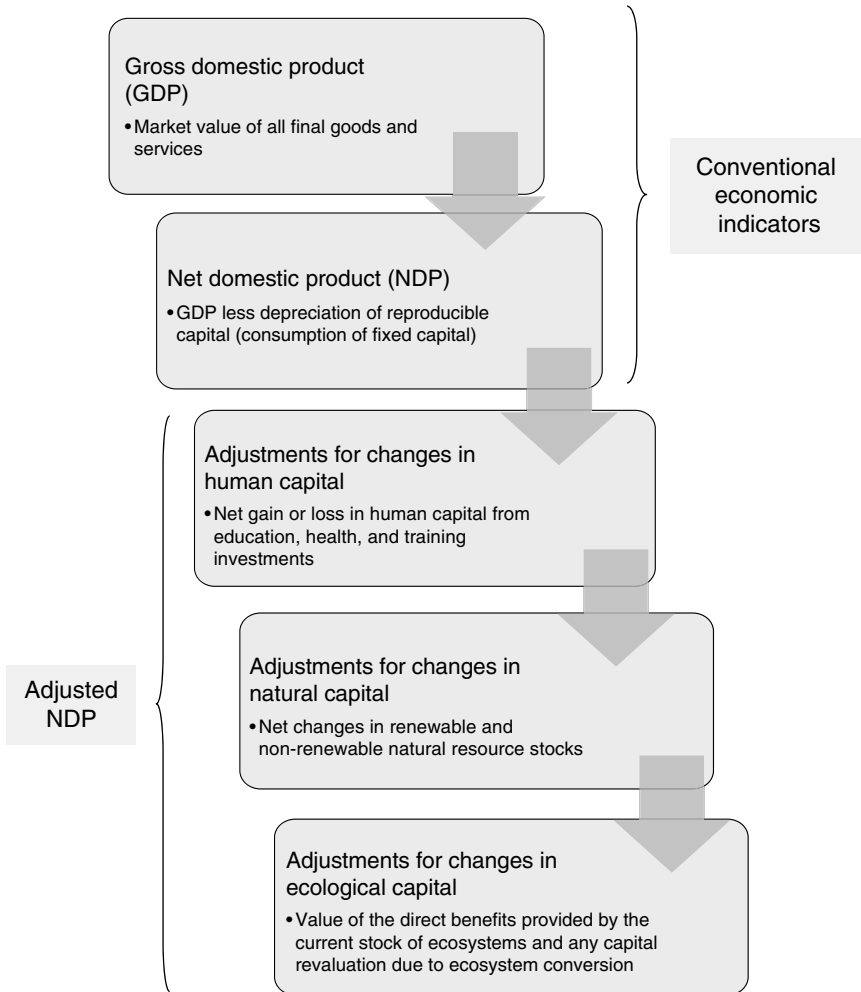 Gross domestic product
(GDP)
•Market value of all final goods and
services
Conventional
economic
indicators
Net domestic product (NDP)
•GDP less depreciation of reproducible
capital (consumption of fixed capital)
Adjustments for changes in
human capital
•Net gain or loss in human capital from
education, health, and training
investments
Adjusted
NDP
Adjustments for changes in
natural capital
•Net changes in renewable and
non-renewable natural resource stocks
Adjustments for changes in
ecological capital
•Value of the direct benefits provided by the
current stock of ecosystems and any capital
revaluation due to ecosystem conversion